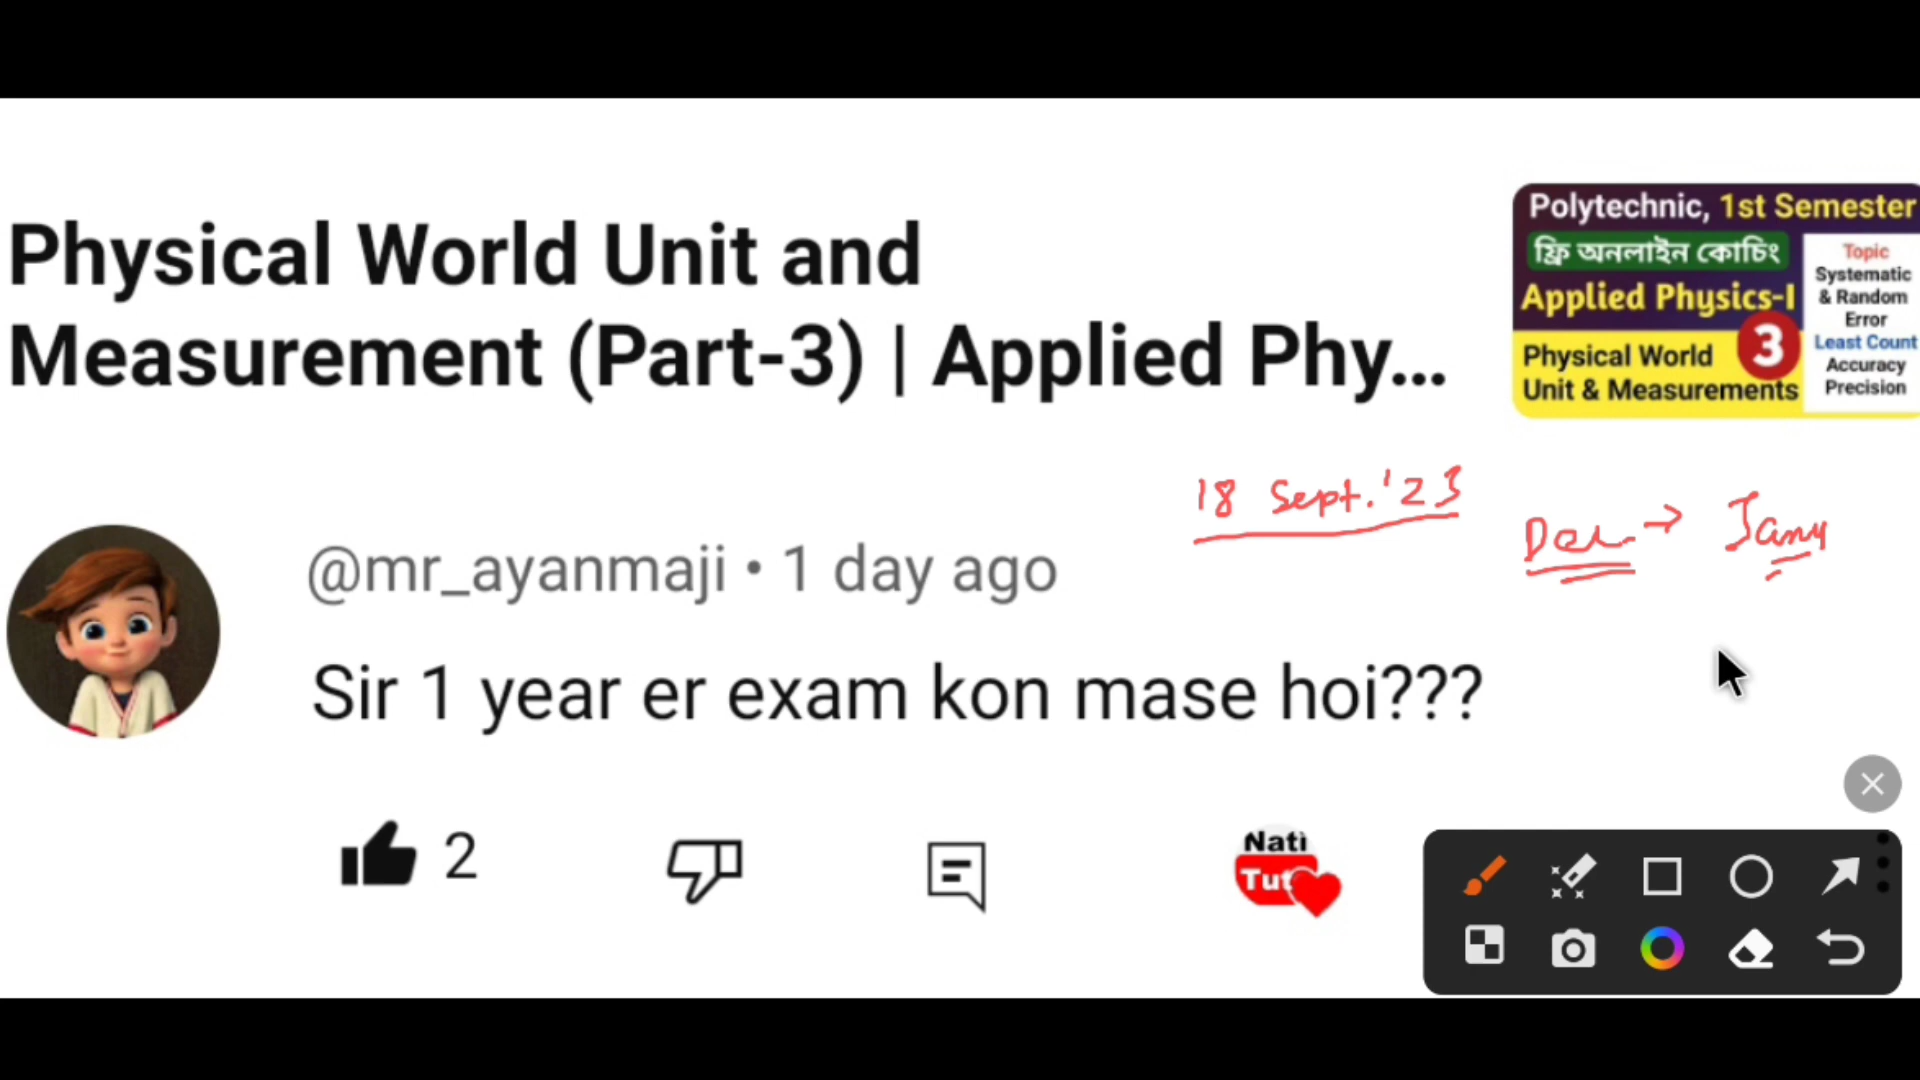 Physical World Unit and
Measurement (Part-3) | Applied Phy...
Polytechnic, 1st Semester
ফ্রি অনলাইন কোচিং
Applied Physics-I
Physical World
Unit & Measurements
3
Topic
Systematic
& Random
Error
Least Count
Accuracy
Precision
18 Sept.'23
Dec → Janu
@mr_ayanmaji • 1 day ago
Sir 1 year er exam kon mase hoi???
2
Nati
Tut